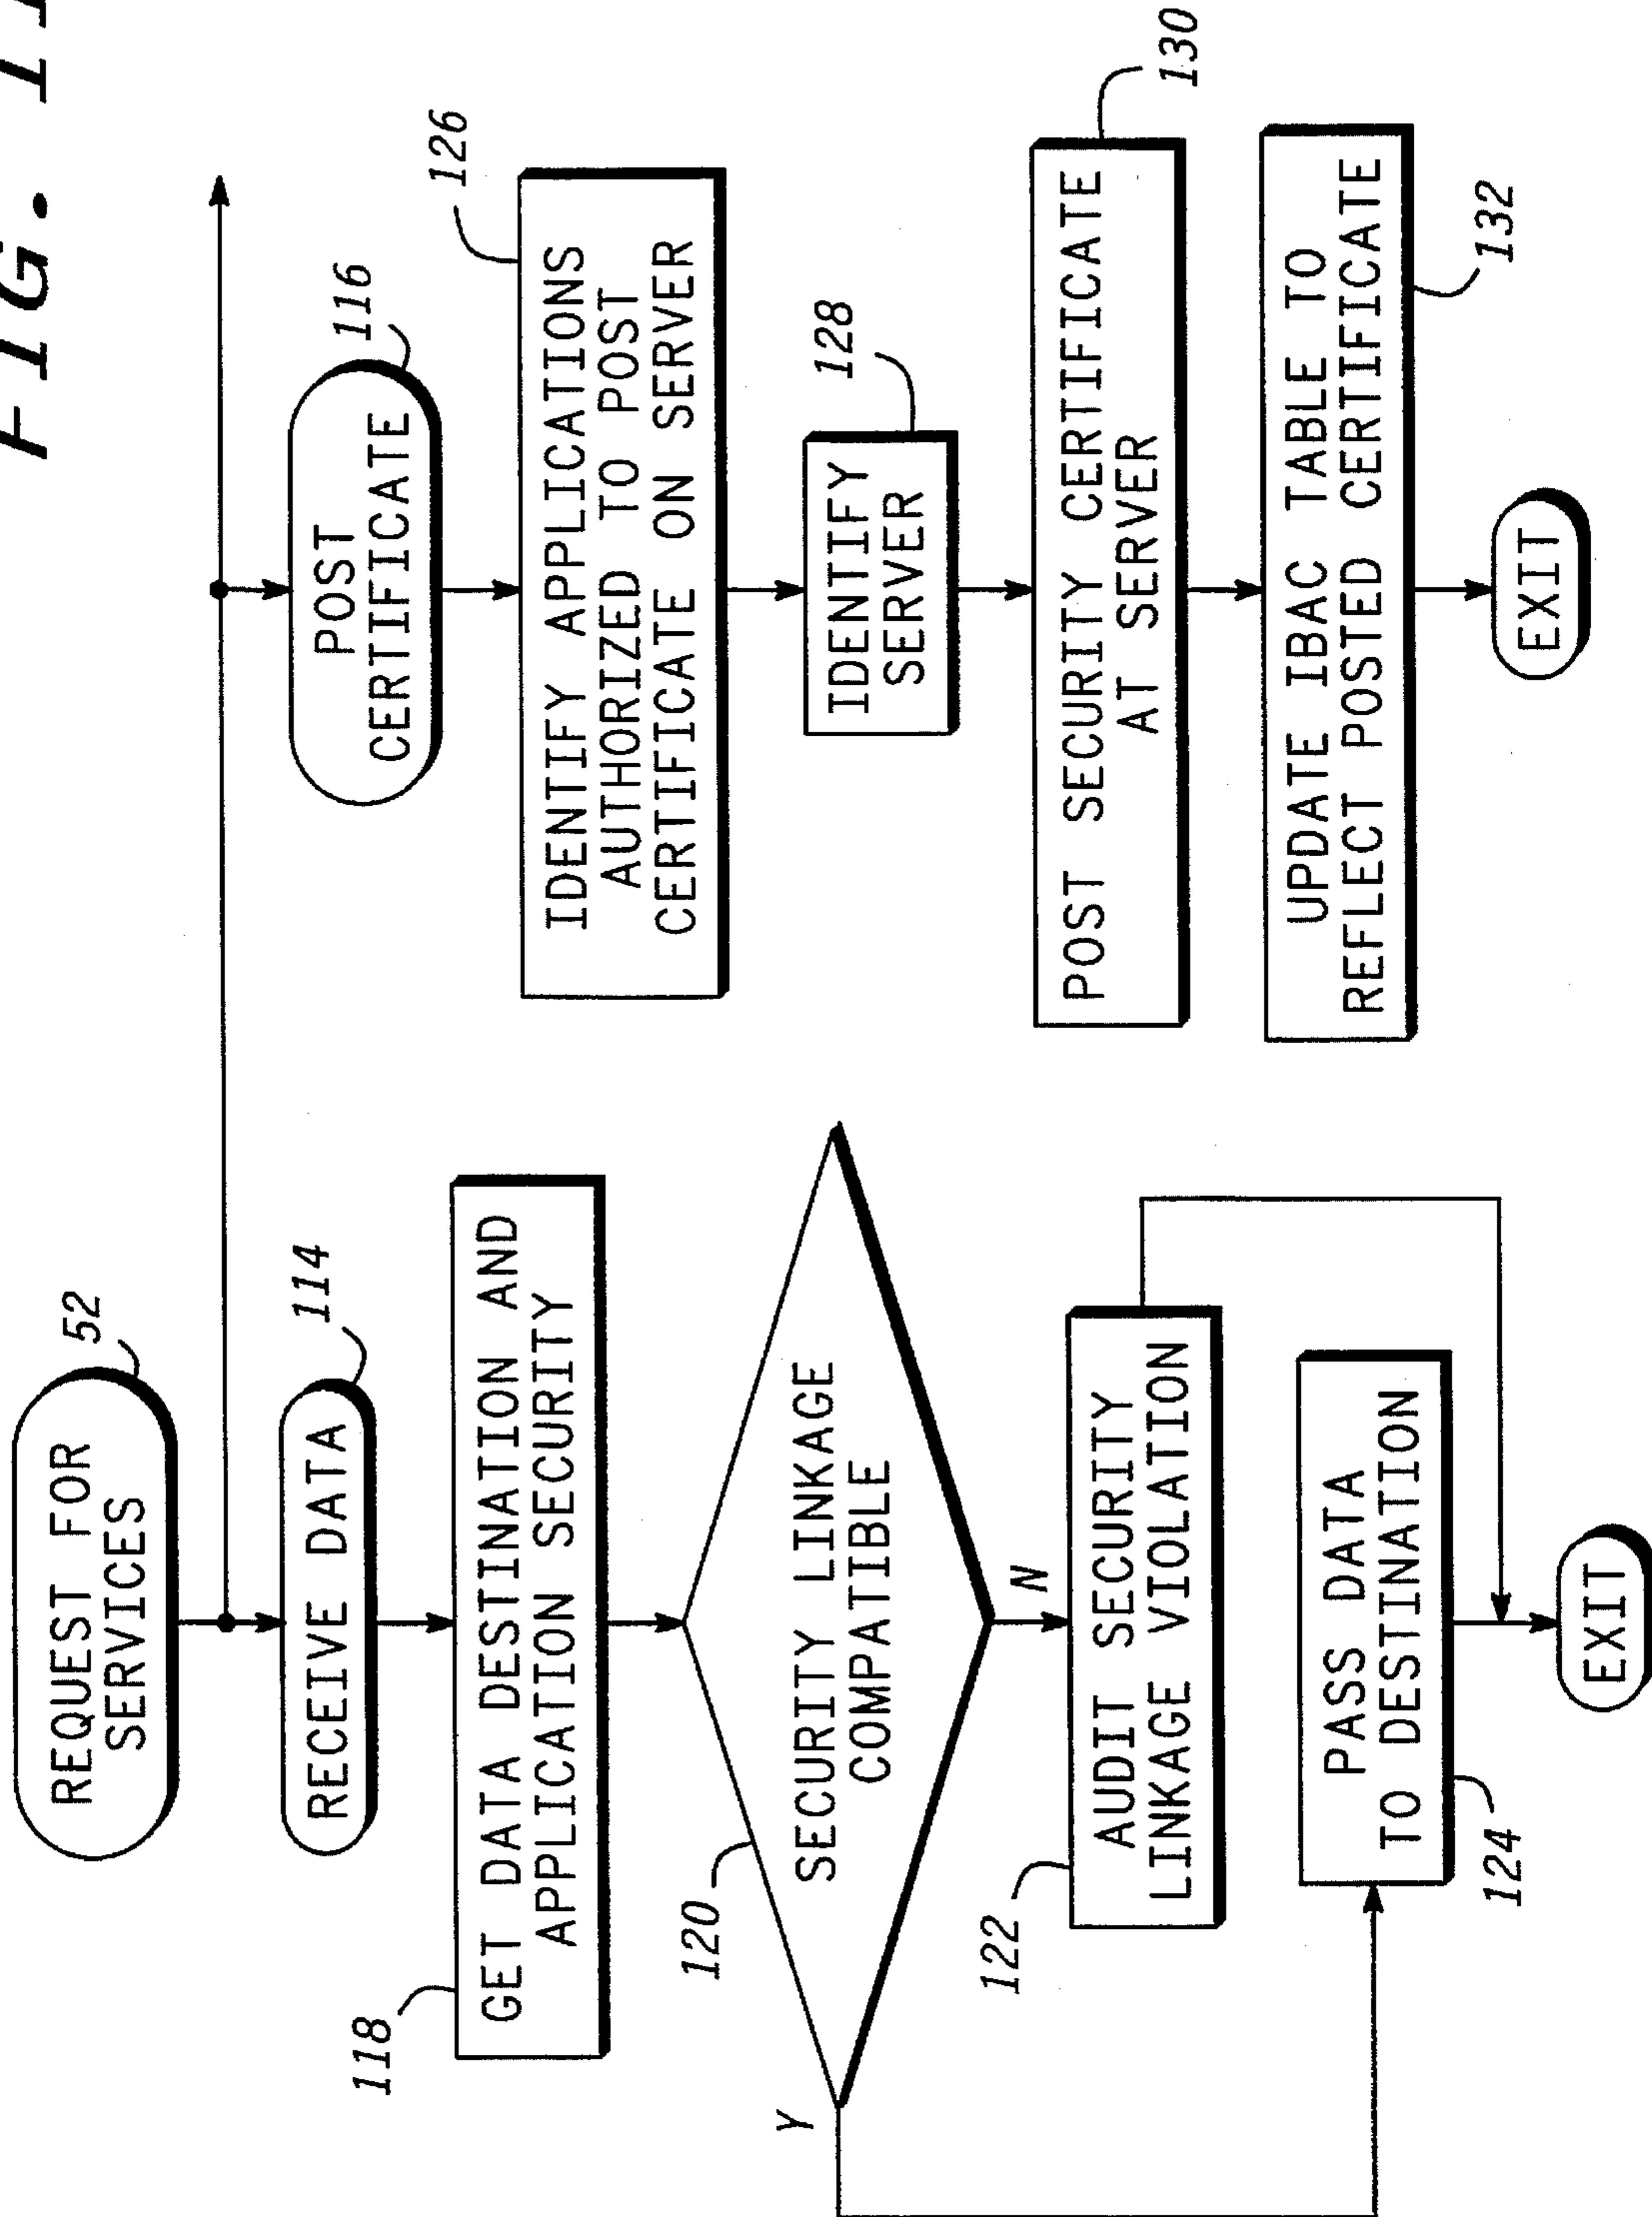 FIG. 11
REQUEST FOR
SERVICES
52
RECEIVE DATA
114
118
GET DATA DESTINATION AND
APPLICATION SECURITY
120
SECURITY LINKAGE
COMPATIBLE
Y
N
122
AUDIT SECURITY
LINKAGE VIOLATION
PASS DATA
TO DESTINATION
124
EXIT
POST
CERTIFICATE
116
126
IDENTIFY APPLICATIONS
AUTHORIZED TO POST
CERTIFICATE ON SERVER
128
IDENTIFY
SERVER
POST SECURITY CERTIFICATE
AT SERVER
130
UPDATE IBAC TABLE TO
REFLECT POSTED CERTIFICATE
132
EXIT